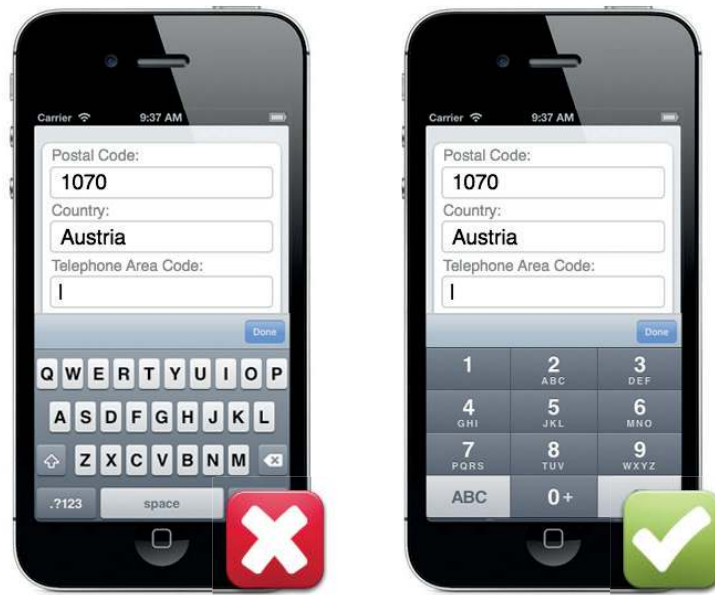 Carrier 9:37 AM
Postal Code:
1070
Country:
Austria
Telephone Area Code:
Done
Q W E R T Y U I O P
A S D F G H J K L
Z X C V B N M
.?123 space
Carrier 9:37 AM
Postal Code:
1070
Country:
Austria
Telephone Area Code:
Done
1 2 3
ABC DEF
4 5 6
GHI JKL MNO
7 8 9
PQRS TUV WXYZ
ABC 0+